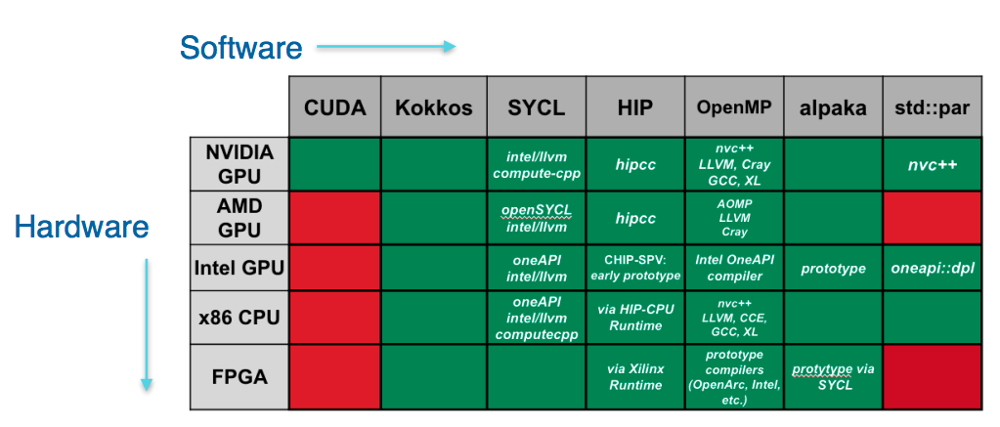 Software
CUDA Kokkos SYCL HIP OpenMP alpaka std::par
Hardware
NVIDIA
GPU
intel/llvm
compute-cpp
hipcc
nvc++
LLVM, Cray
GCC, XL
nvc++
AMD
GPU
openSYCL
intel/llvm
hipcc
AOMP
LLVM
Cray
Intel GPU
oneAPI
intel/llvm
CHIP-SPV:
early prototype
Intel OneAPI
compiler
prototype
oneapi::dpl
x86 CPU
oneAPI
intel/llvm
computecpp
via HIP-CPU
Runtime
nvc++
LLVM, CCE,
GCC, XL
FPGA
via Xilinx
Runtime
prototype
compilers
(OpenArc, Intel,
etc.)
protytype via
SYCL